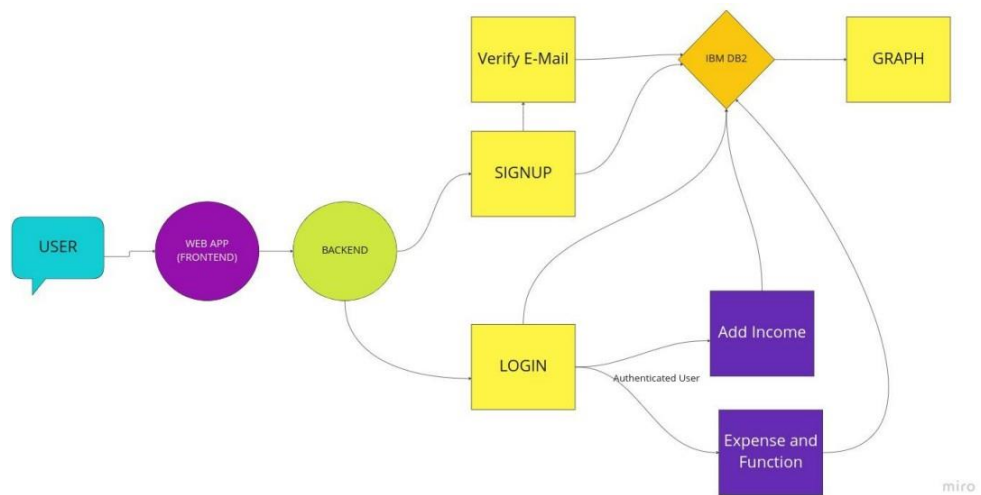 Verify E-Mail
IBM DB2
GRAPH
SIGNUP
USER
WEB APP
(FRONTEND)
BACKEND
Add Income
LOGIN
Authenticated User
Expense and
Function
miro